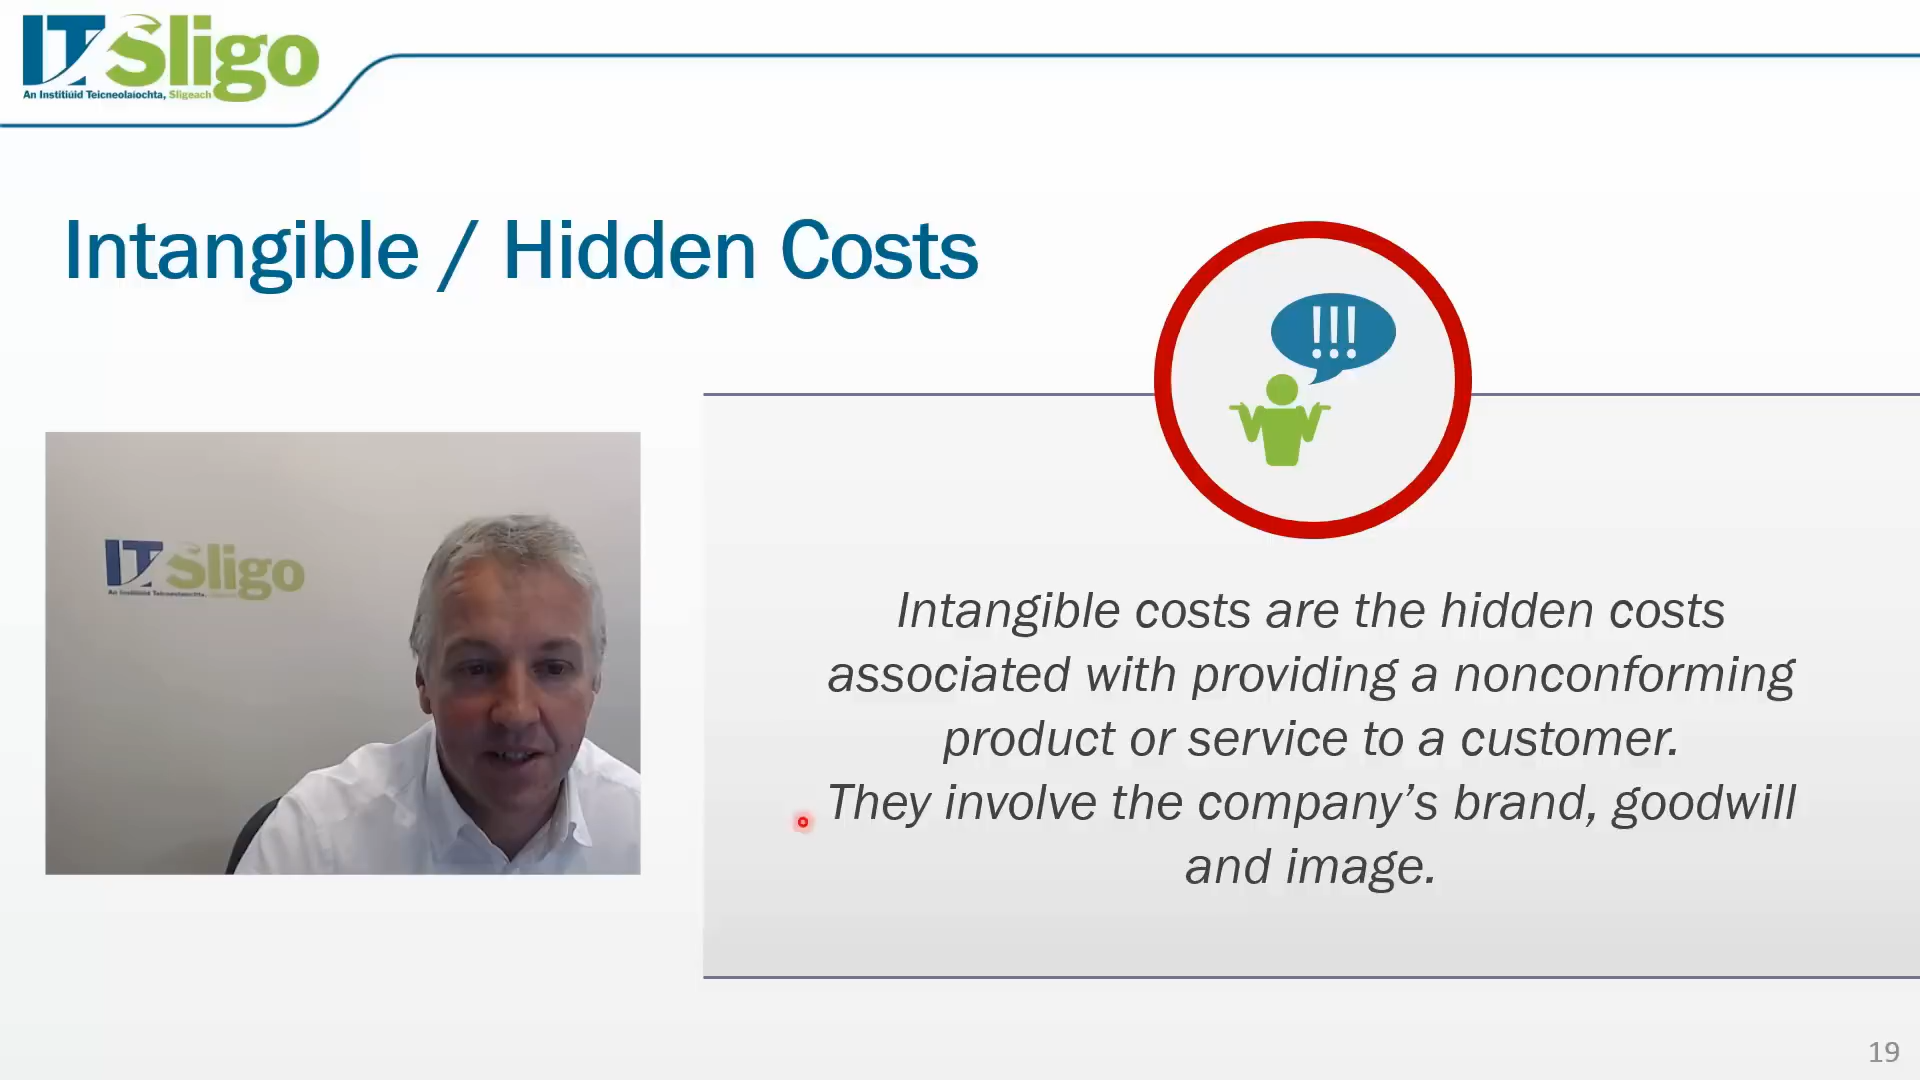 IT Sligo
An Institiúid Teicneolaíochta, Sligeach
Intangible / Hidden Costs
!!!
IT Sligo
Intangible costs are the hidden costs
associated with providing a nonconforming
product or service to a customer.
They involve the company’s brand, goodwill
and image.
19